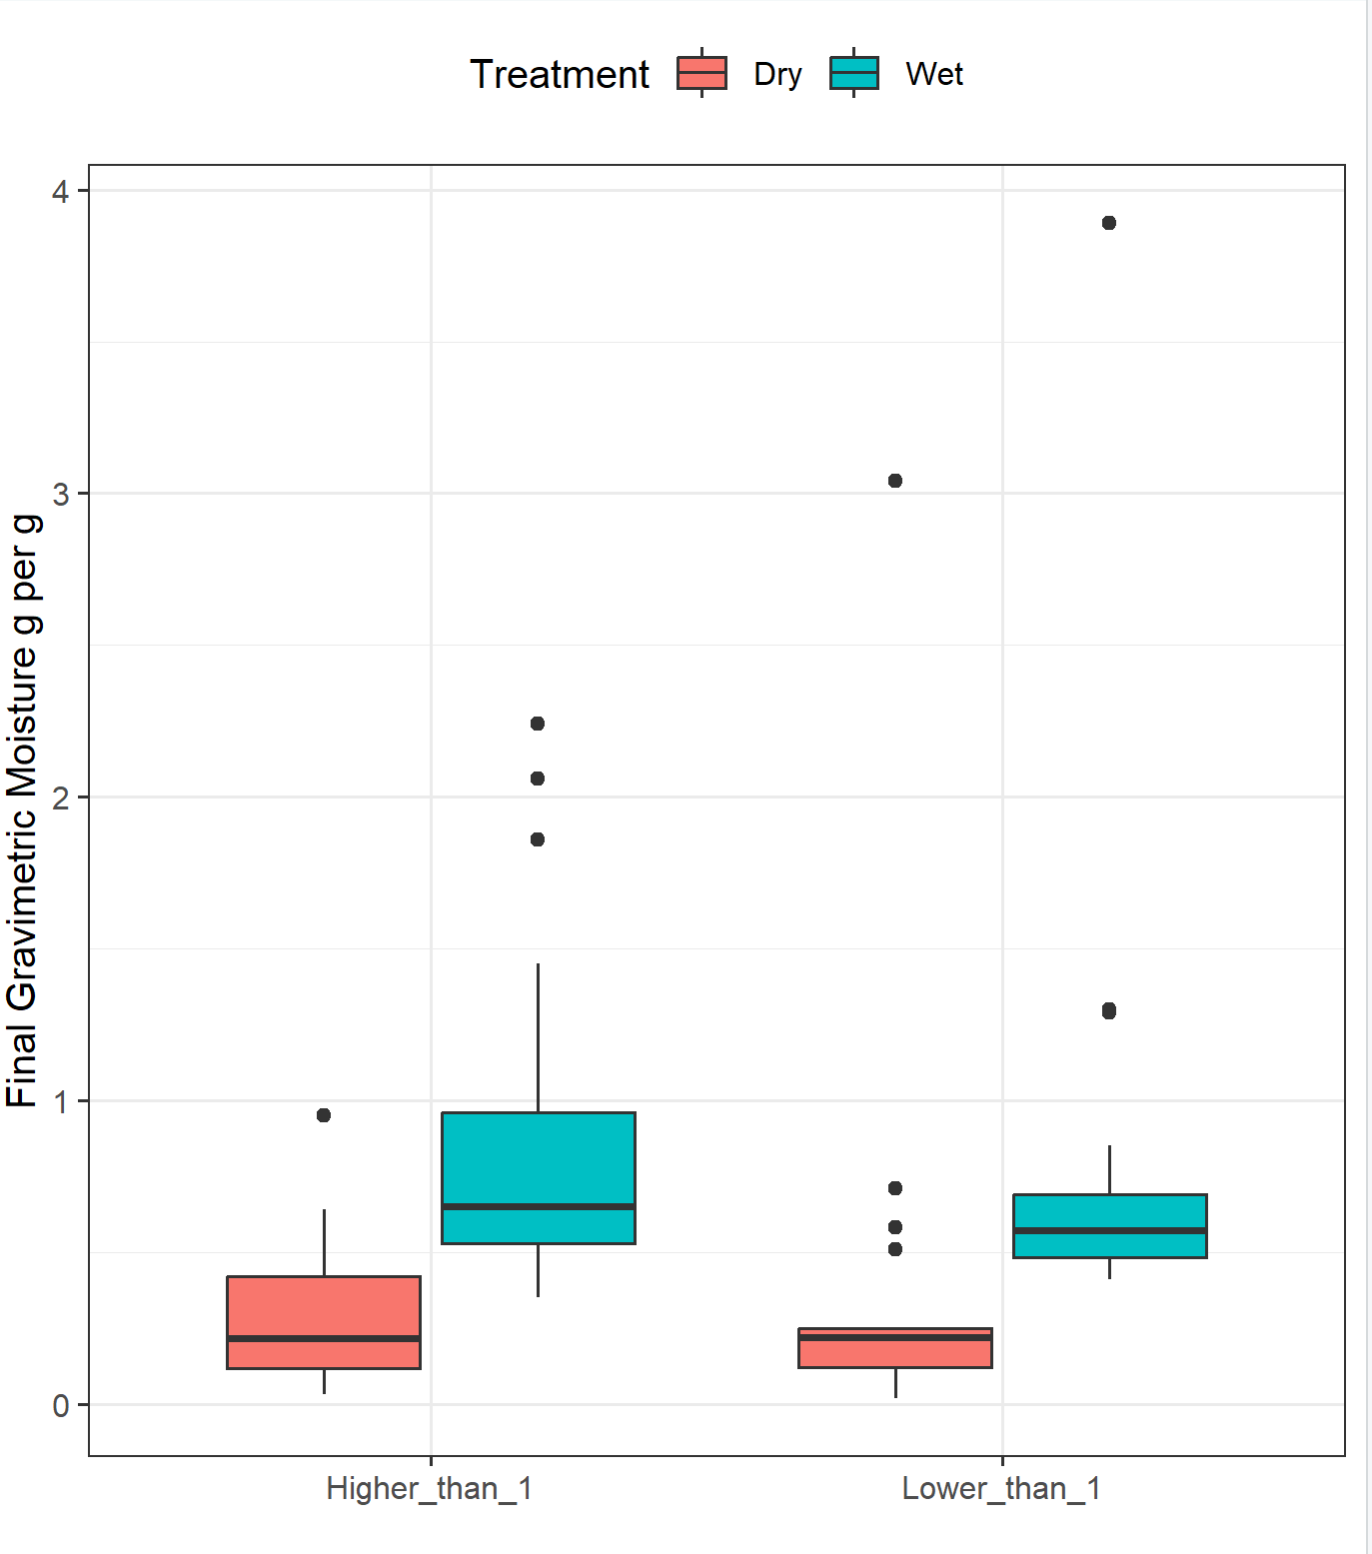 Treatment Dry Wet
Final Gravimetric Moisture g per g
4
3
2
1
0
Higher_than_1 Lower_than_1